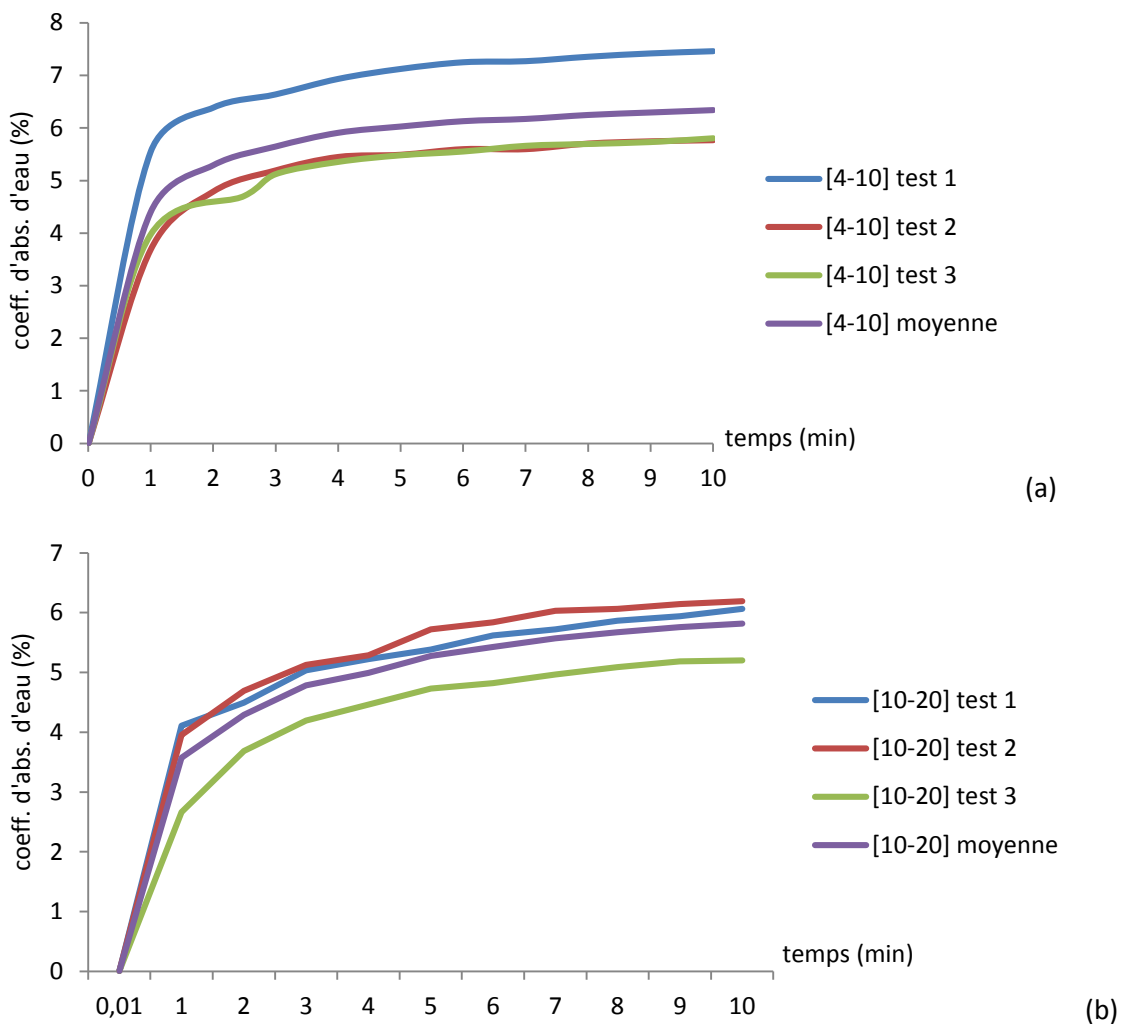 8
7
6
5
4
3
2
1
0
coeff. d'abs. d'eau (%)
[4-10] test 1
[4-10] test 2
[4-10] test 3
[4-10] moyenne
temps (min)
0 1 2 3 4 5 6 7 8 9 10
(a)
7
6
5
4
3
2
1
0
coeff. d'abs. d'eau (%)
[10-20] test 1
[10-20] test 2
[10-20] test 3
[10-20] moyenne
temps (min)
0,01 1 2 3 4 5 6 7 8 9 10
(b)